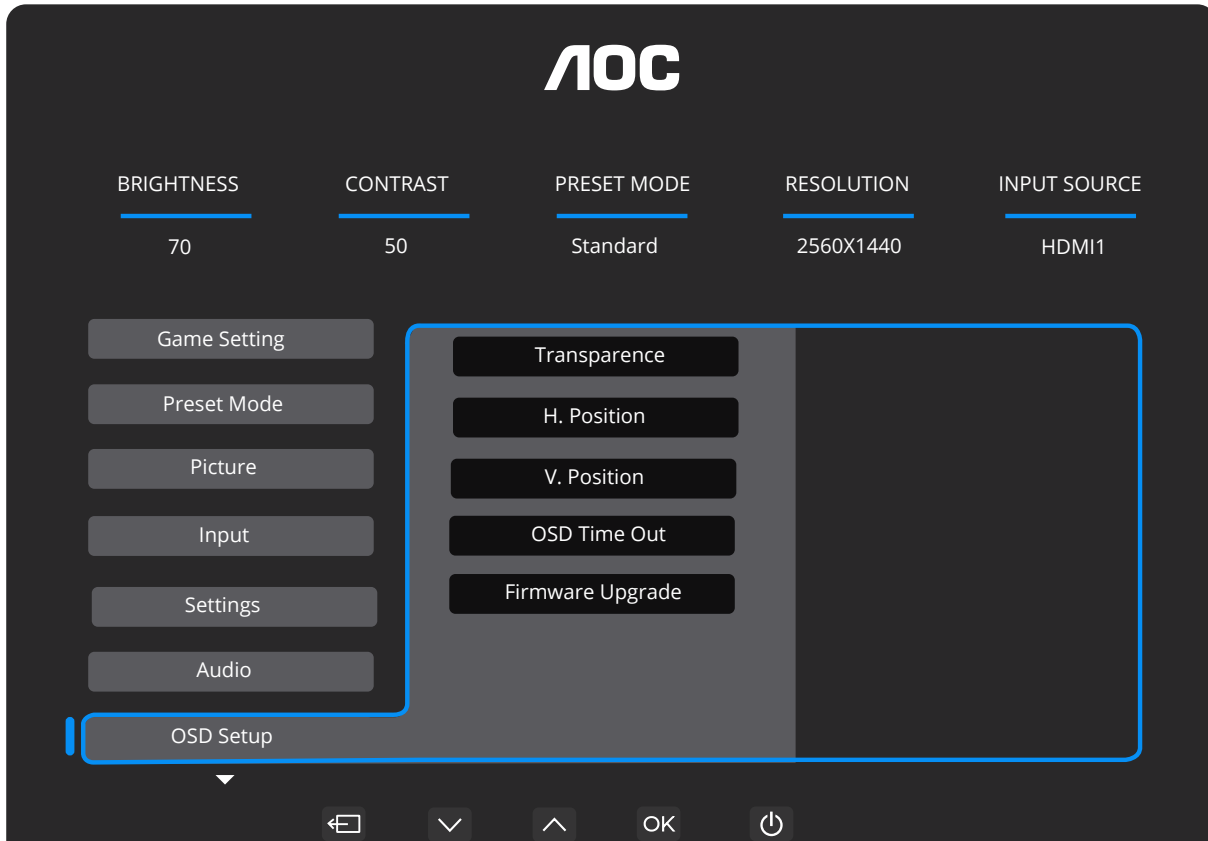 AOC
BRIGHTNESS CONTRAST PRESET MODE RESOLUTION INPUT SOURCE
70 50 Standard 2560X1440 HDMI1
Game Setting
Transparence
Preset Mode
H. Position
Picture
V. Position
Input
OSD Time Out
Settings
Firmware Upgrade
Audio
OSD Setup
OK